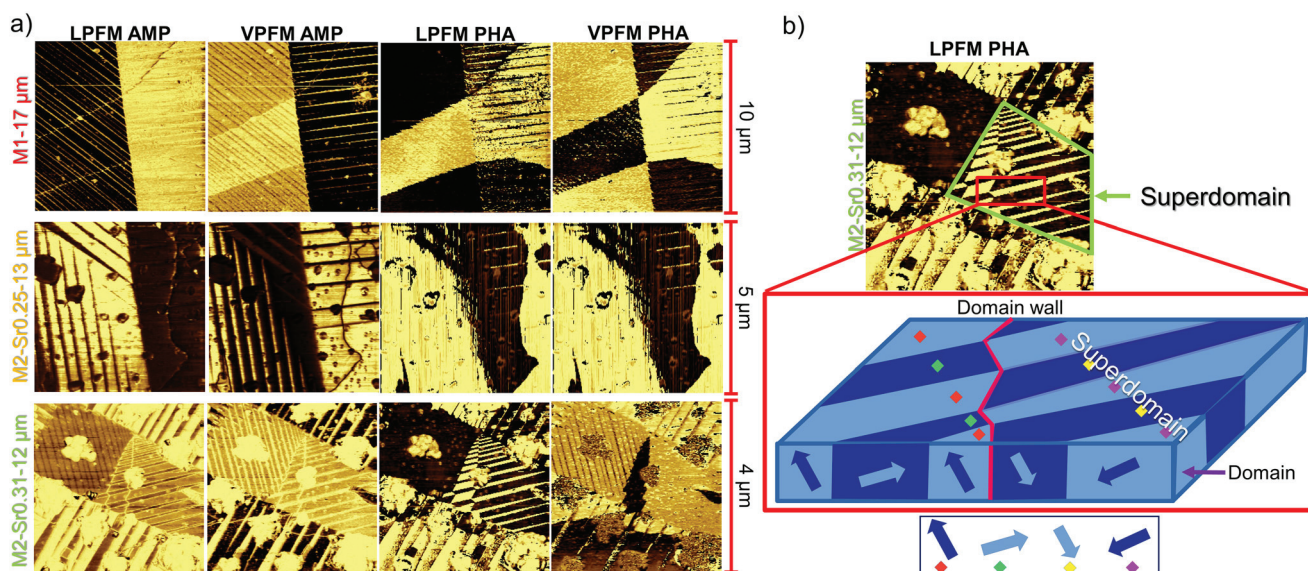 a)
LPFM AMP VPFM AMP LPFM PHA VPFM PHA
M1-17 µm
10 µm
M2-Sr0.25-13 µm
5 µm
M2-Sr0.31-12 µm
4 µm
b)
LPFM PHA
M2-Sr0.31-12 µm
Superdomain
Domain wall
Superdomain
Domain